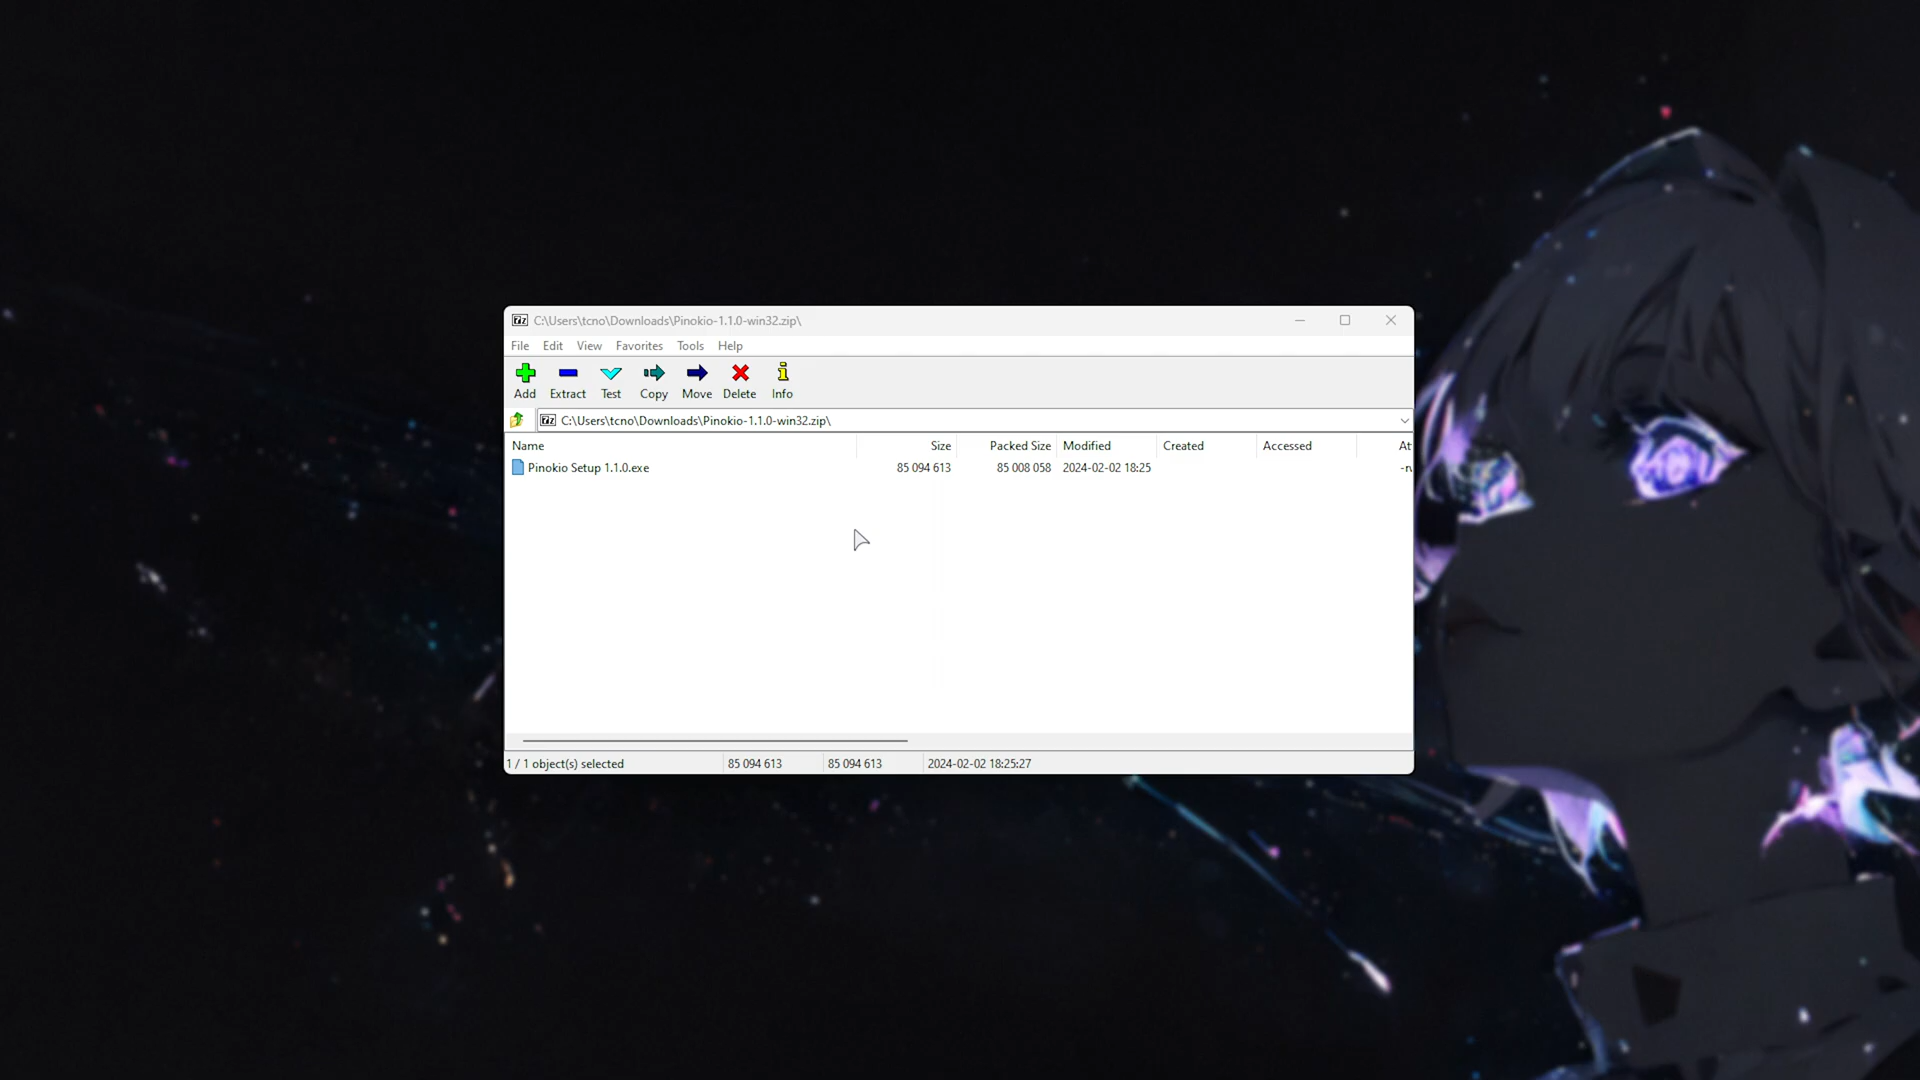 7z C:\Users\tcno\Downloads\Pinokio-1.1.0-win32.zip\
File Edit View Favorites Tools Help
Add Extract Test Copy Move Delete Info
7z C:\Users\tcno\Downloads\Pinokio-1.1.0-win32.zip\
Name Size Packed Size Modified Created Accessed
Pinokio Setup 1.1.0.exe 85 094 613 85 008 058 2024-02-02 18:25
1 / 1 object(s) selected 85 094 613 85 094 613 2024-02-02 18:25:27